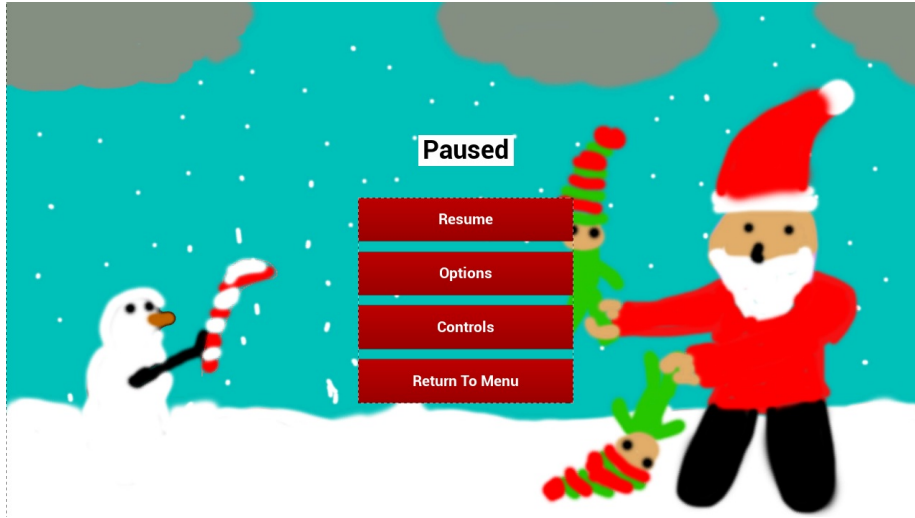 Paused
Resume
Options
Controls
Return To Menu